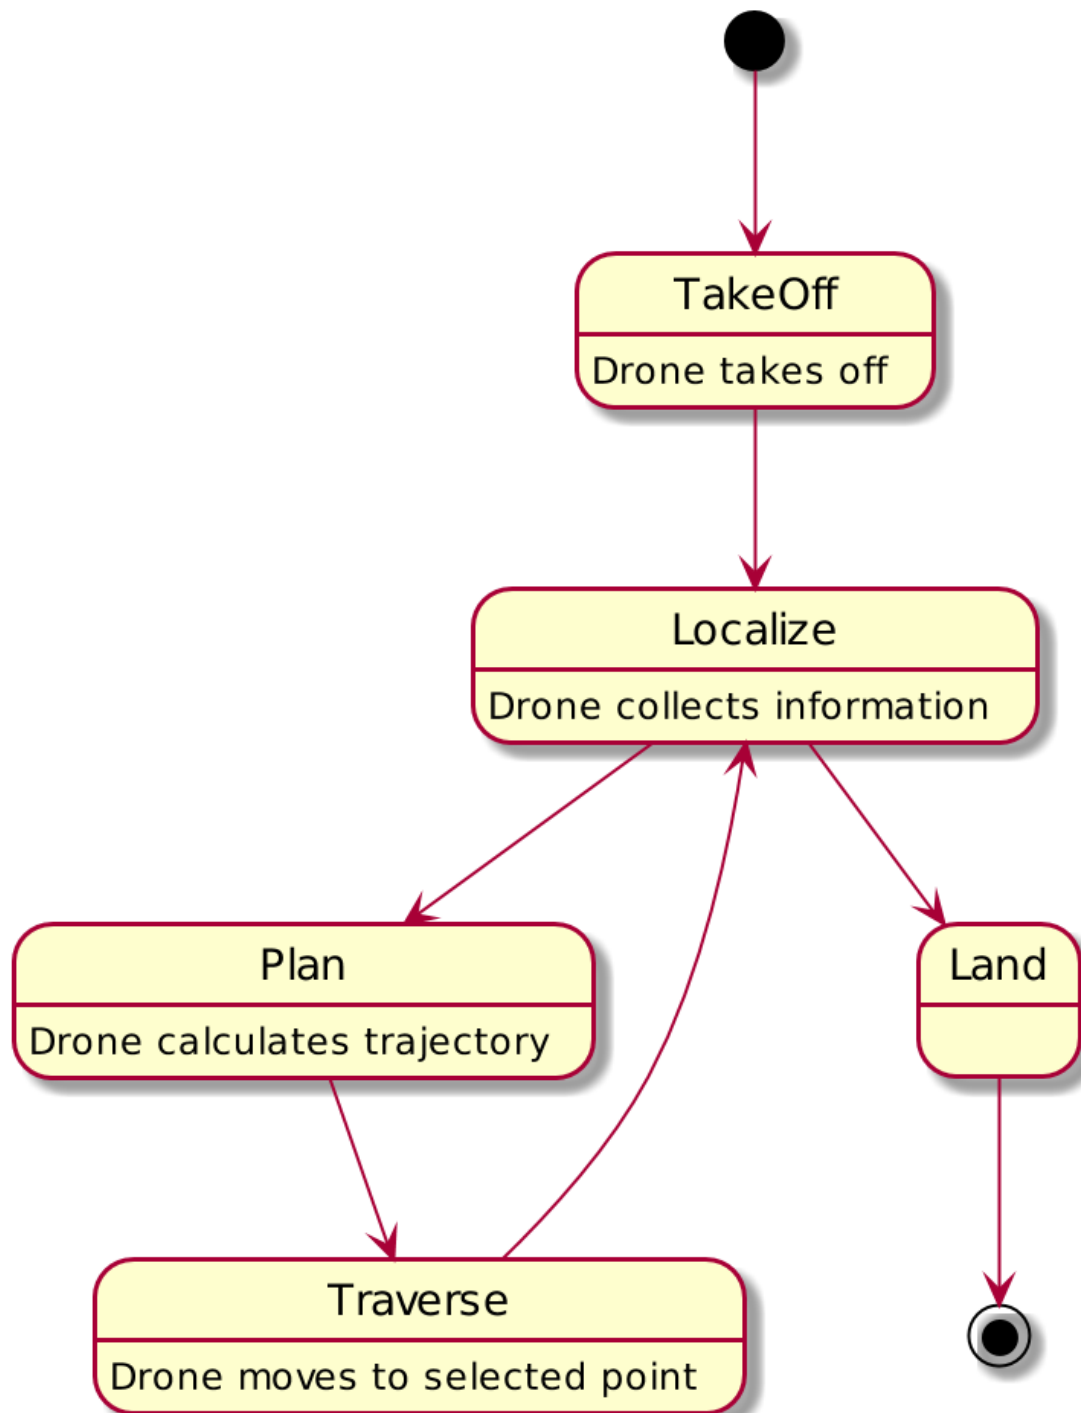 TakeOff
Drone takes off
Localize
Drone collects information
Plan
Drone calculates trajectory
Land
Traverse
Drone moves to selected point